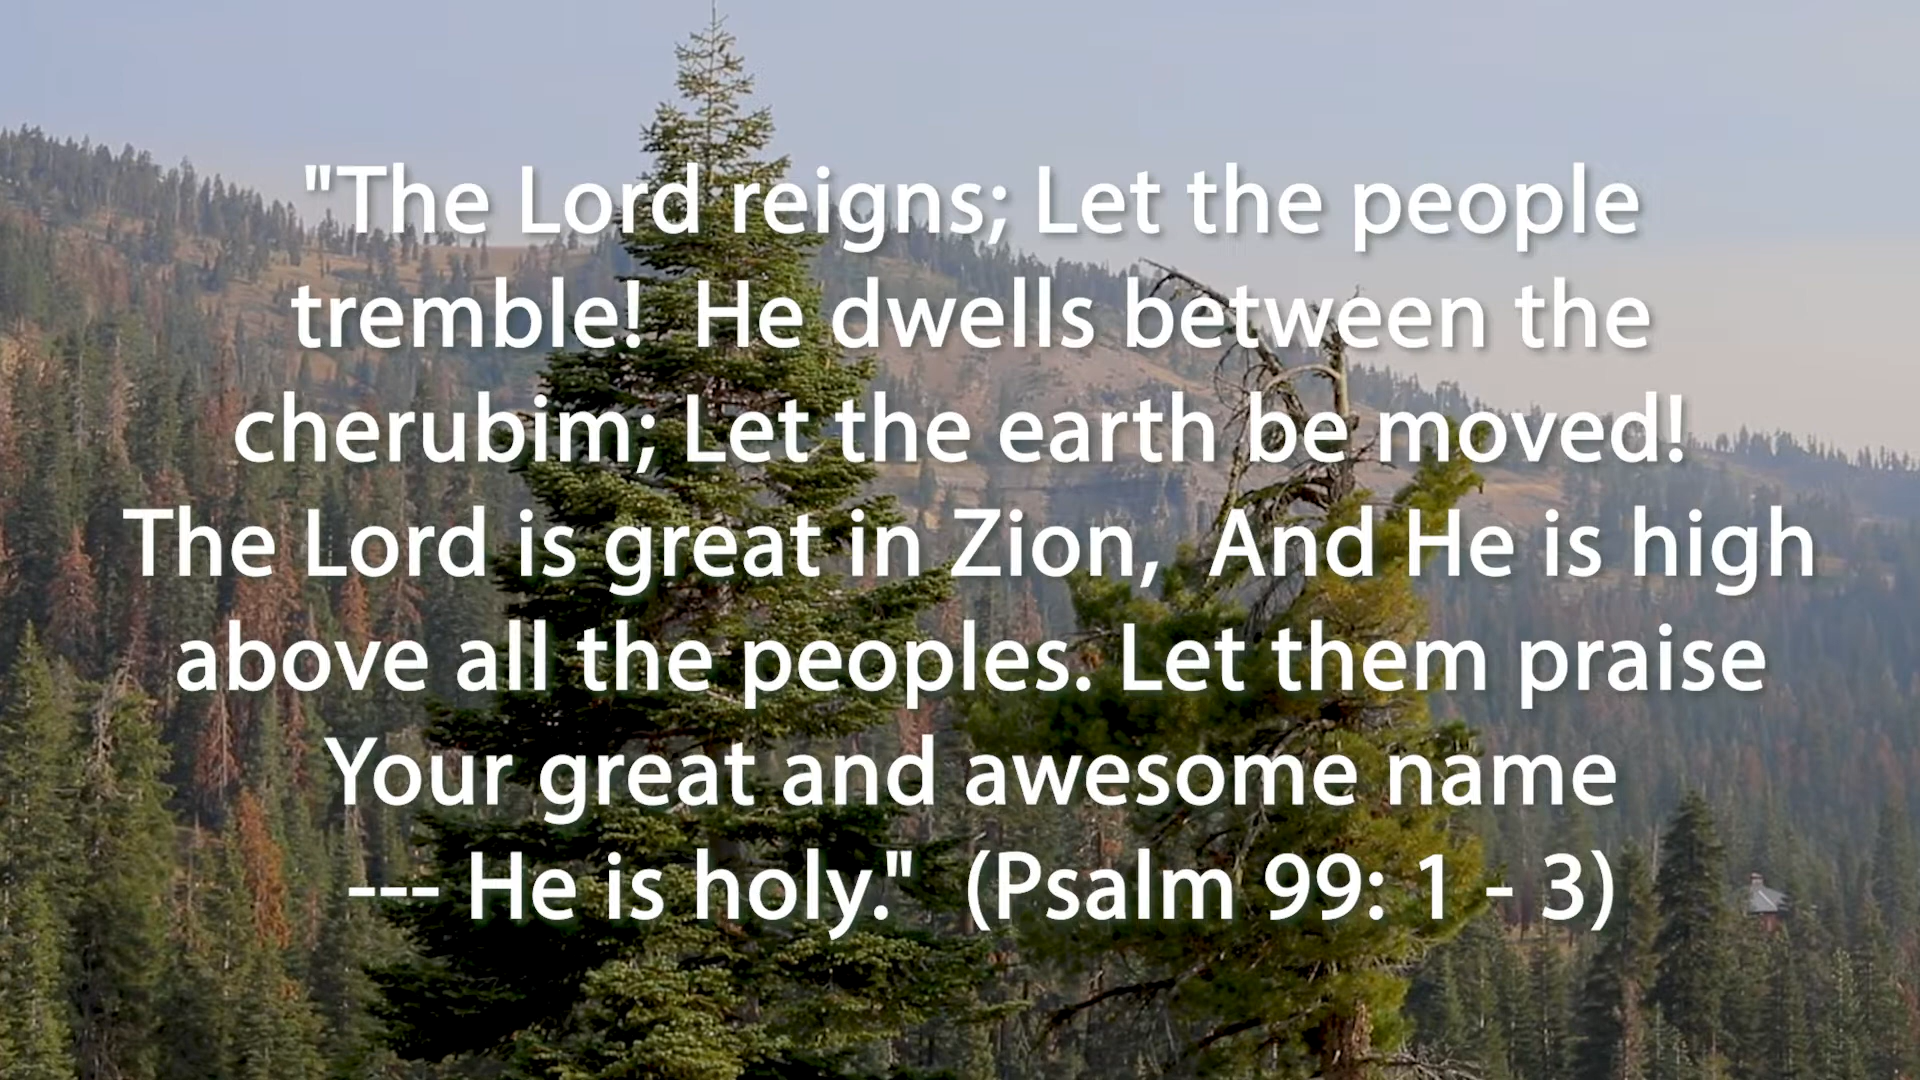 "The Lord reigns; Let the people
tremble!  He dwells between the
cherubim; Let the earth be moved!
The Lord is great in Zion,  And He is high
above all the peoples. Let them praise
Your great and awesome name
--- He is holy."  (Psalm 99: 1 - 3)